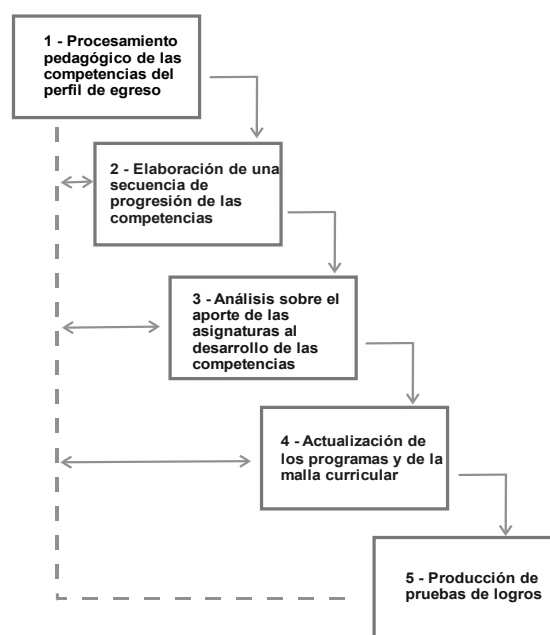 1 - Procesamiento
pedagógico de las
competencias del
perfil de egreso
2 - Elaboración de una
secuencia de
progresión de las
competencias
3 - Análisis sobre el
aporte de las
asignaturas al
desarrollo de las
competencias
4 - Actualización de
los programas y de la
malla curricular
5 - Producción de
pruebas de logros